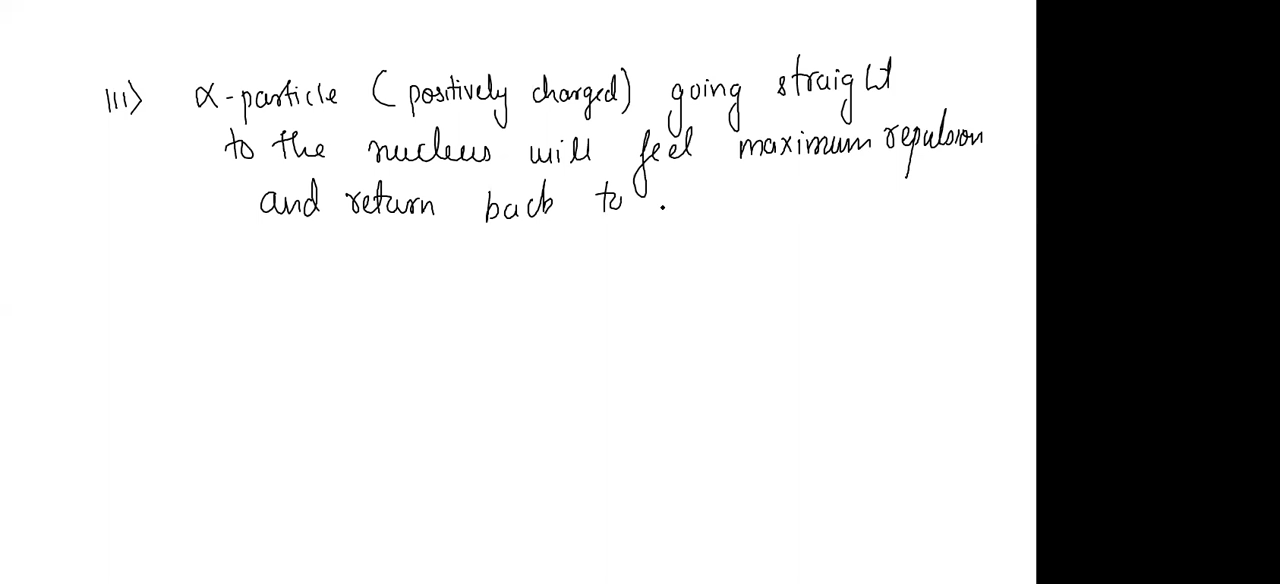 III> α-particle (positively charged) going straight
to the nucleus will feel maximum repulsion
and return back to .